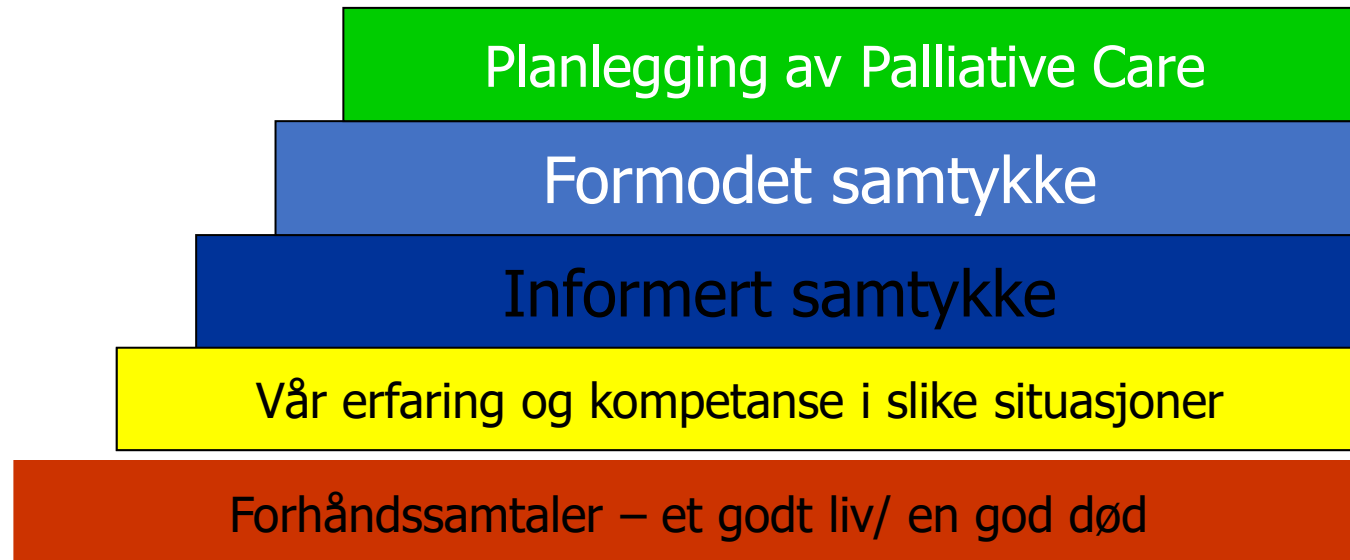 Planlegging av Palliative Care
Formodet samtykke
Informert samtykke
Vår erfaring og kompetanse i slike situasjoner
Forhåndssamtaler – et godt liv/ en god død